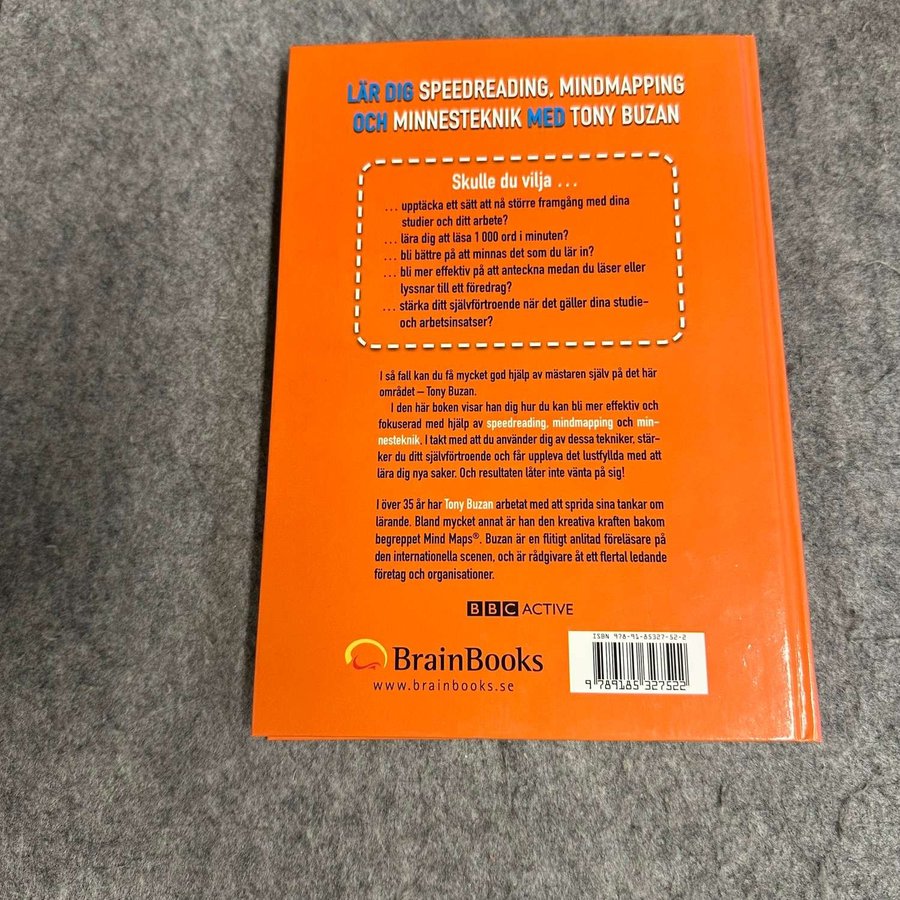 LÄR DIG SPEEDREADING, MINDMAPPING
OCH MINNESTEKNIK MED TONY BUZAN
Skulle du vilja ...
... upptäcka ett sätt att nå större framgång med dina
studier och ditt arbete?
... lära dig att läsa 1 000 ord i minuten?
... bli bättre på att minnas det som du lär in?
... bli mer effektiv på att anteckna medan du läser eller
lyssnar till ett föredrag?
... stärka ditt självförtroende när det gäller dina studie-
och arbetsinsatser?
I så fall kan du få mycket god hjälp av mästaren själv på det här
området – Tony Buzan.
I den här boken visar han dig hur du kan bli mer effektiv och
fokuserad med hjälp av speedreading, mindmapping och min-
nesteknik. I takt med att du använder dig av dessa tekniker, stär-
ker du ditt självförtroende och får uppleva det lustfyllda med att
lära dig nya saker. Och resultaten låter inte vänta på sig!
I över 35 år har Tony Buzan arbetat med att sprida sina tankar om
lärande. Bland mycket annat är han den kreativa kraften bakom
begreppet Mind Maps®. Buzan är en flitigt anlitad föreläsare på
den internationella scenen, och är rådgivare åt ett flertal ledande
företag och organisationer.
BBC ACTIVE
BrainBooks
www.brainbooks.se
ISBN 978-91-85327-52-2
9 789185 327522